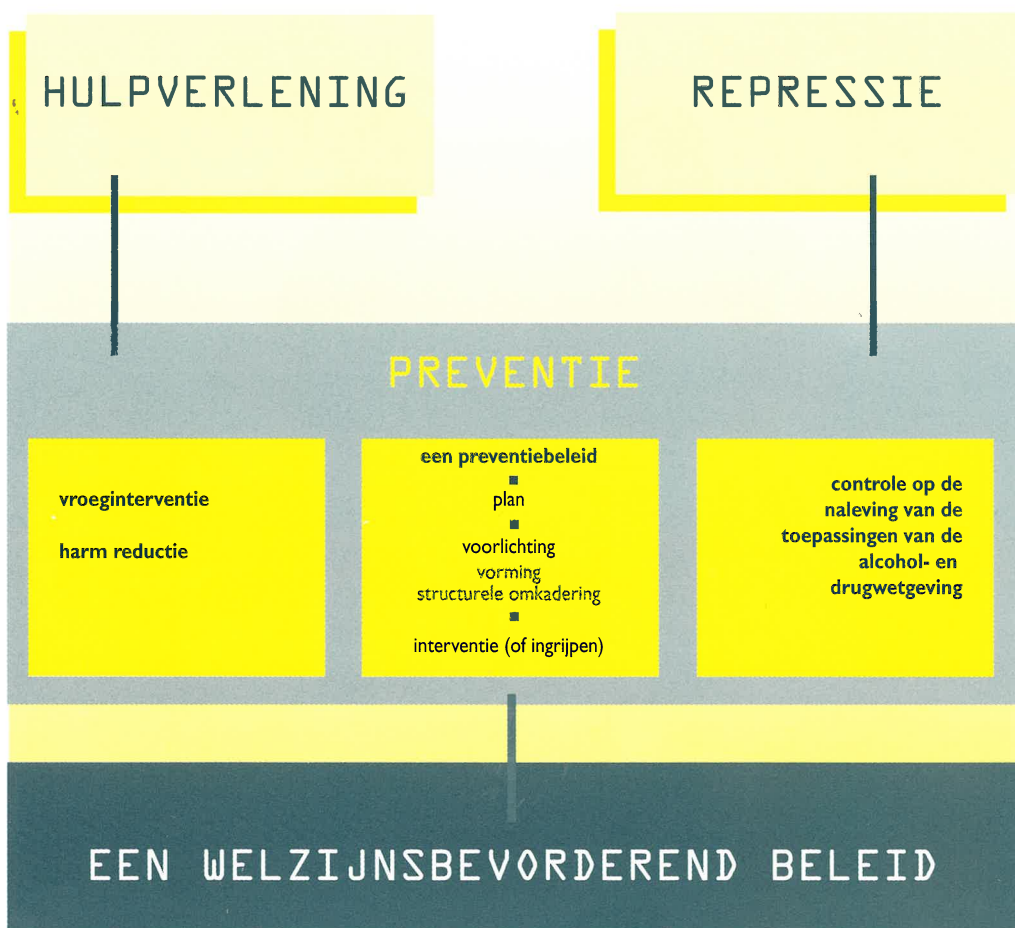 HULPVERLENING
REPRESSIE
PREVENTIE
vroeginterventie
harm reductie
een preventiebeleid
plan
voorlichting
vorming
structurele omkadering
interventie (of ingrijpen)
controle op de
naleving van de
toepassingen van de
alcohol- en
drugwetgeving
EEN WELZIJNSBEVORDEREND BELEID